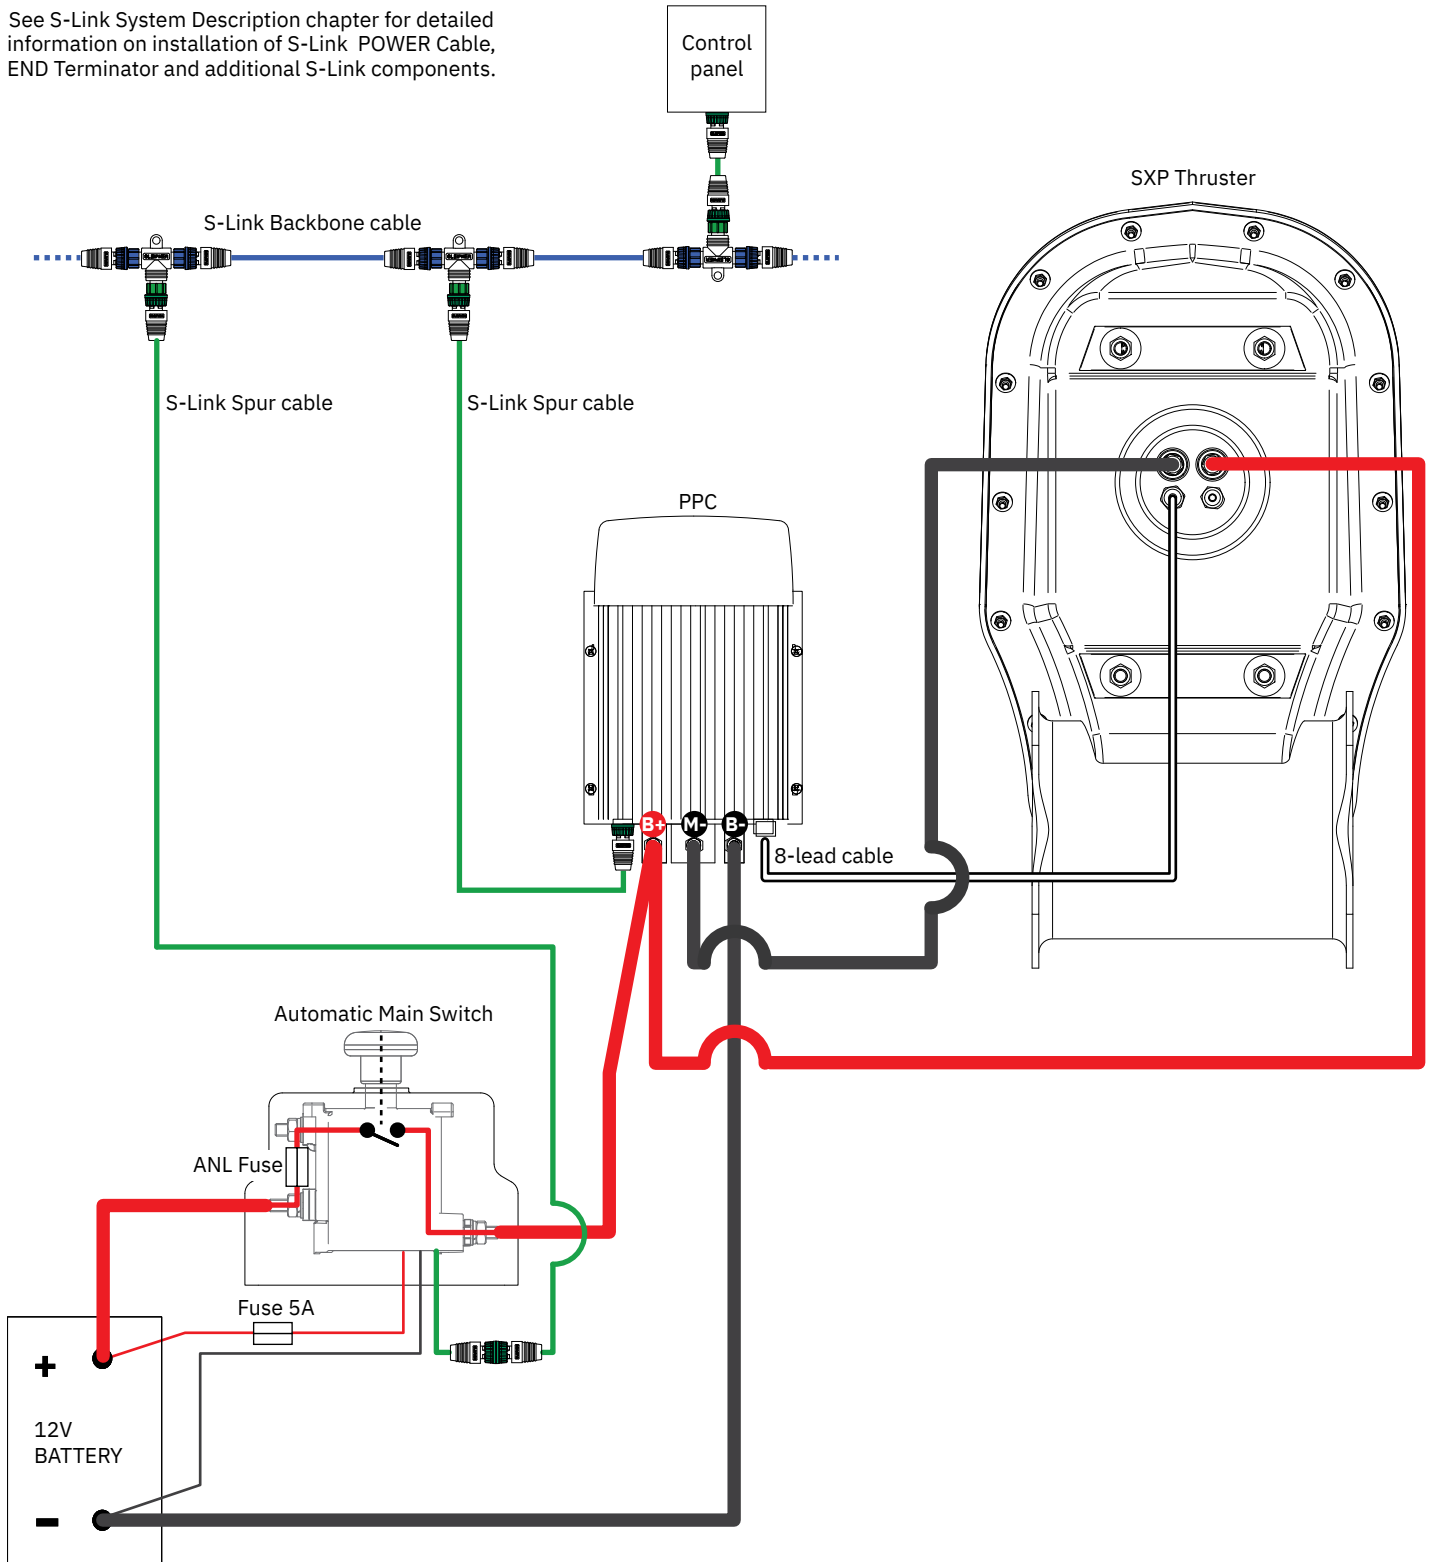 See S-Link System Description chapter for detailed
information on installation of S-Link POWER Cable,
END Terminator and additional S-Link components.
Control
panel
SXP Thruster
S-Link Backbone cable
S-Link Spur cable
S-Link Spur cable
PPC
B+
M-
B-
8-lead cable
Automatic Main Switch
ANL Fuse
Fuse 5A
+
12V
BATTERY
-